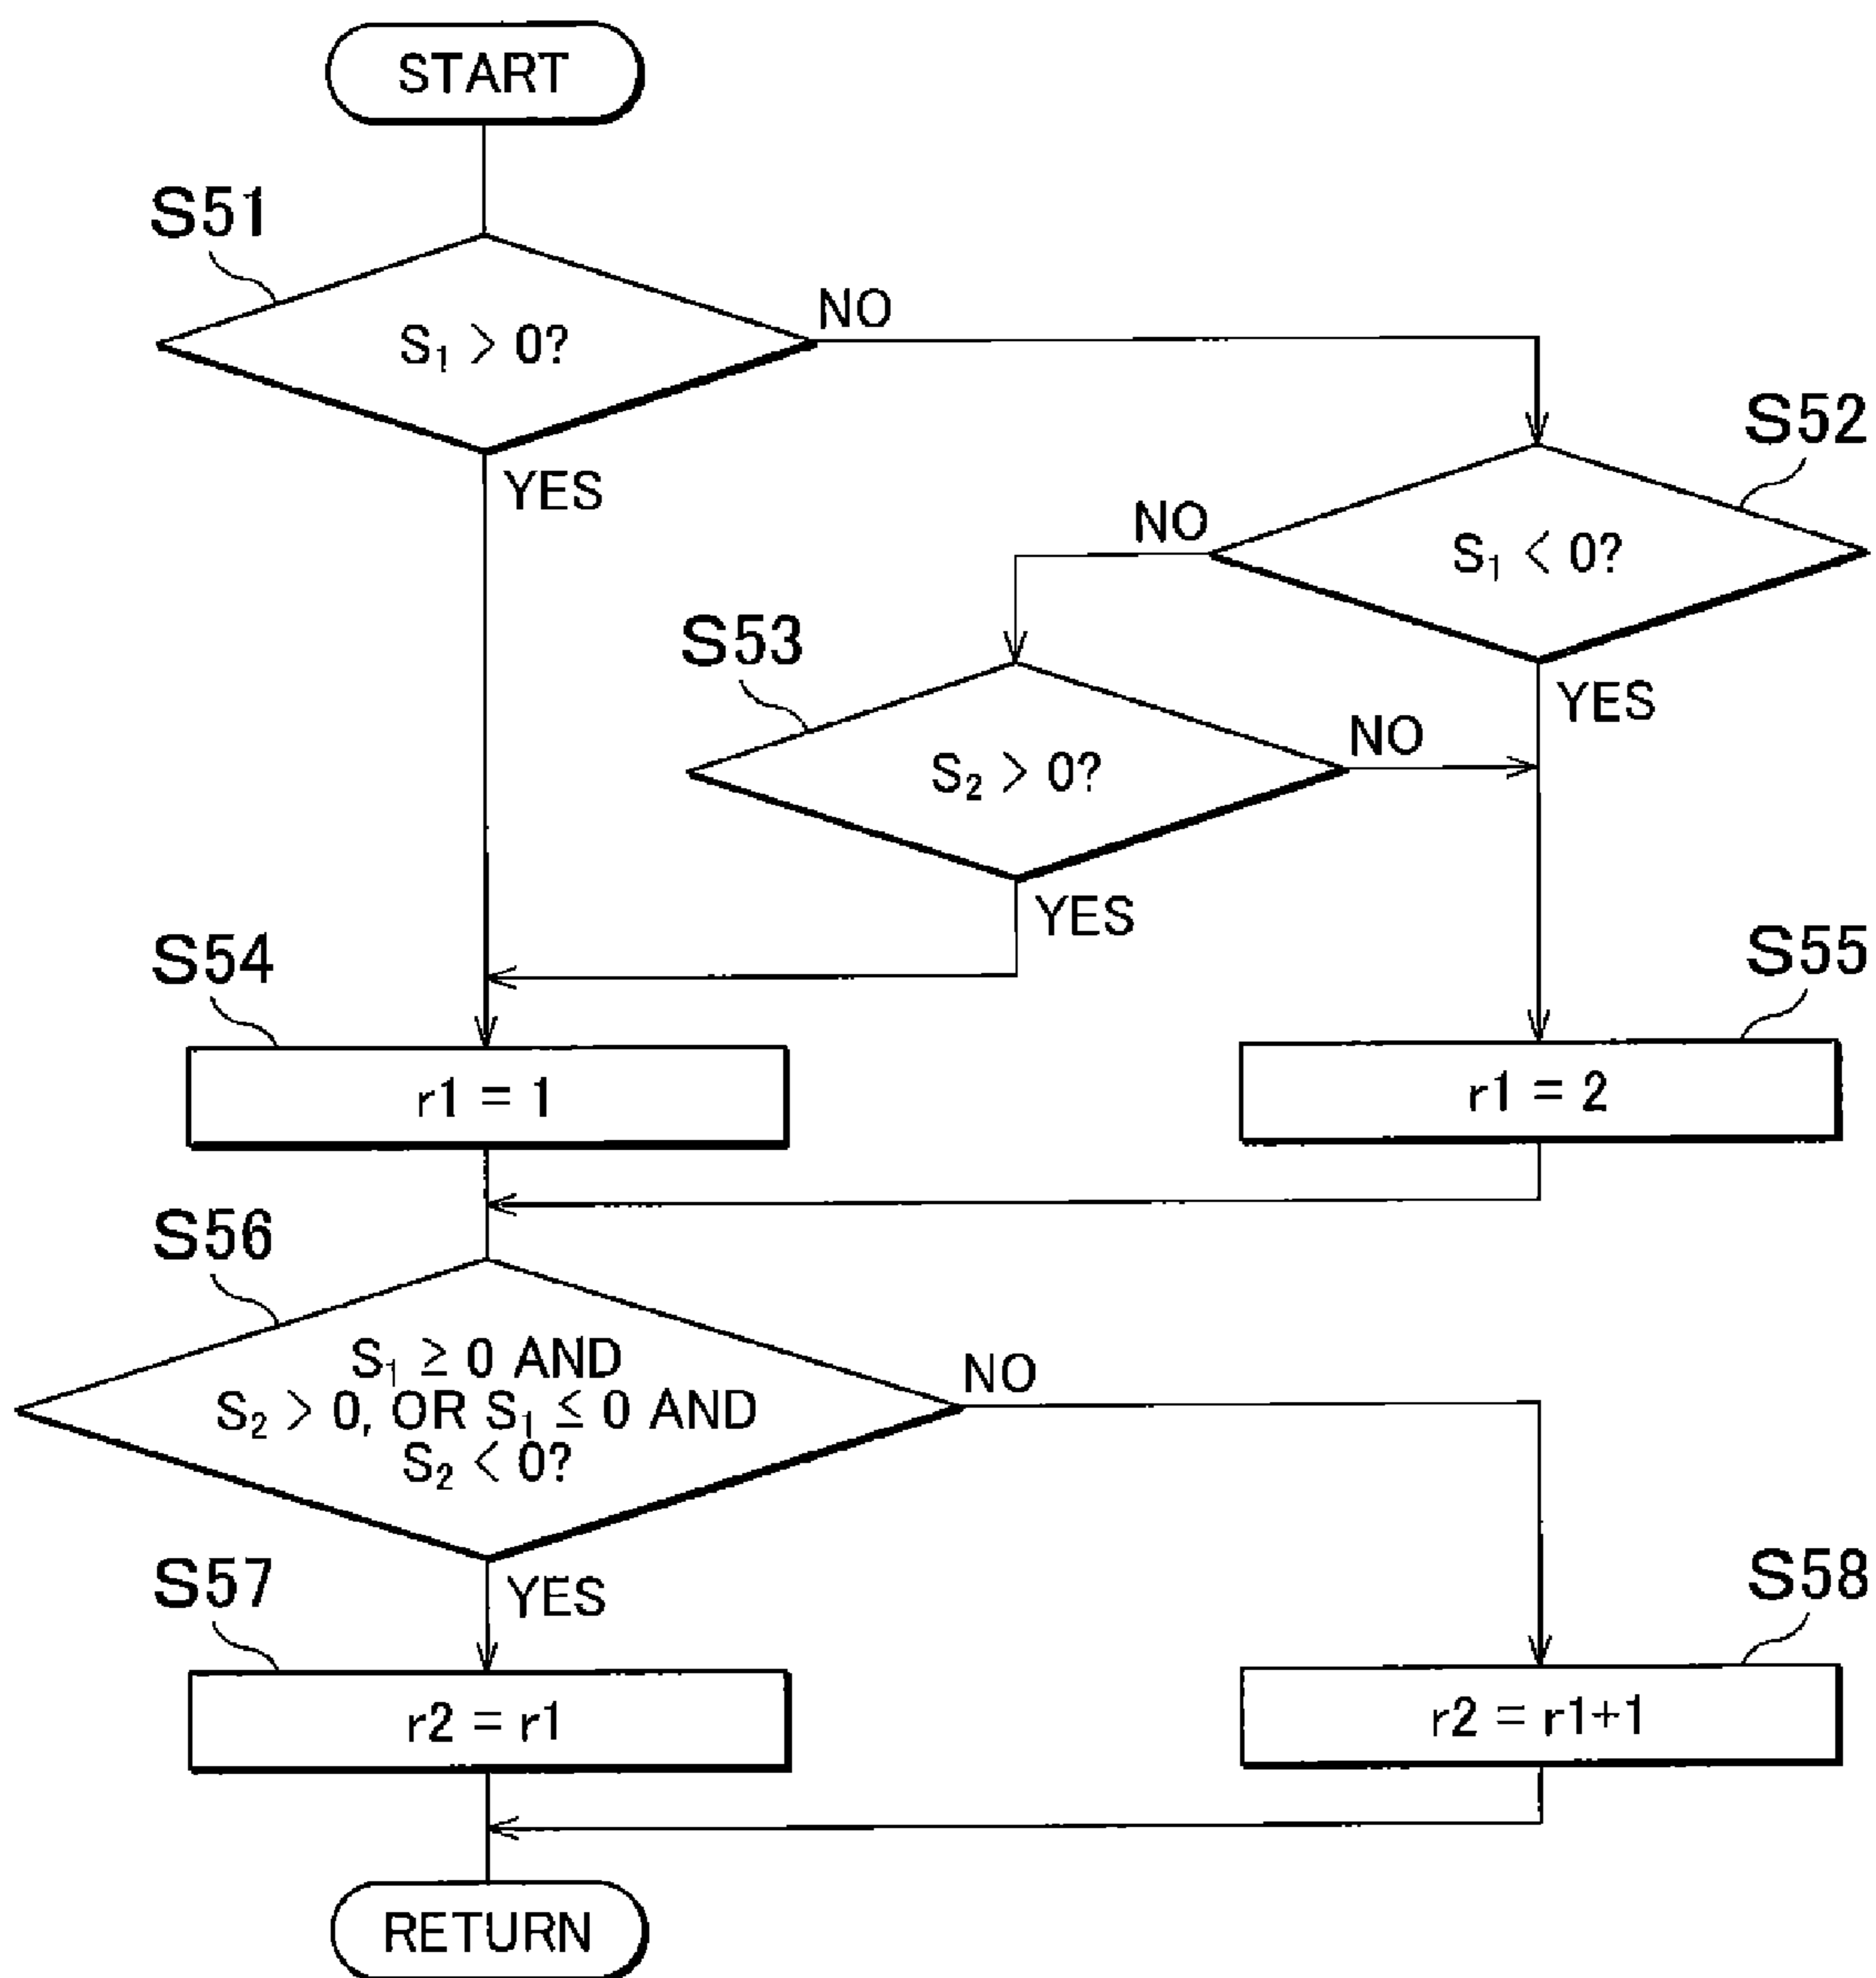 START
S51
S₁ > 0?
NO
YES
S52
S₁ < 0?
NO
YES
S53
S₂ > 0?
NO
YES
S54
r1 = 1
S55
r1 = 2
S56
S₁ ≥ 0 AND
S₂ > 0, OR S₁ ≤ 0 AND
S₂ < 0?
NO
YES
S57
r2 = r1
S58
r2 = r1+1
RETURN